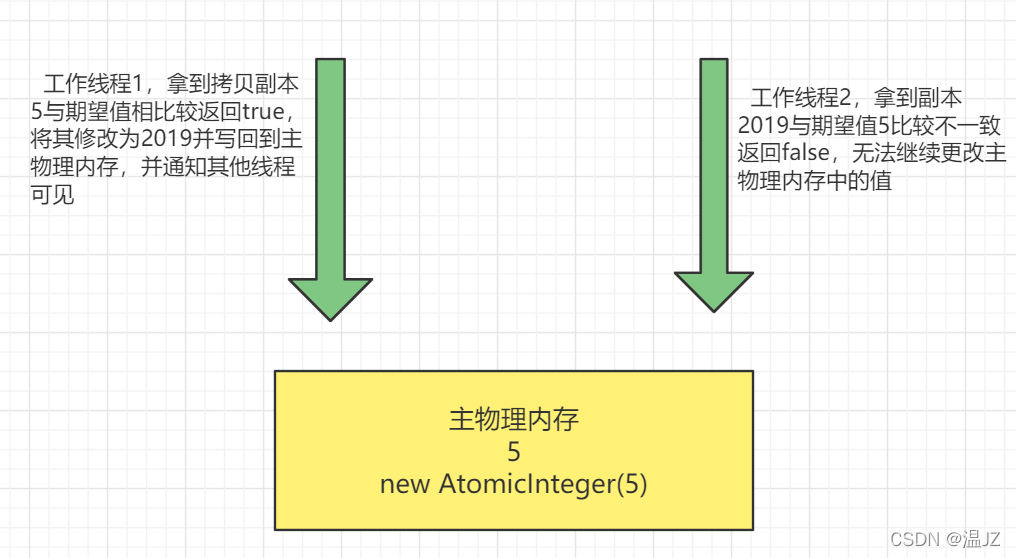 工作线程1，拿到拷贝副本
5与期望值相比较返回true，
将其修改为2019并写回到主
物理内存，并通知其他线程
可见
工作线程2，拿到副本
2019与期望值5比较不一致
返回false，无法继续更改主
物理内存中的值
主物理内存
5
new AtomicInteger(5)
CSDN @温JZ